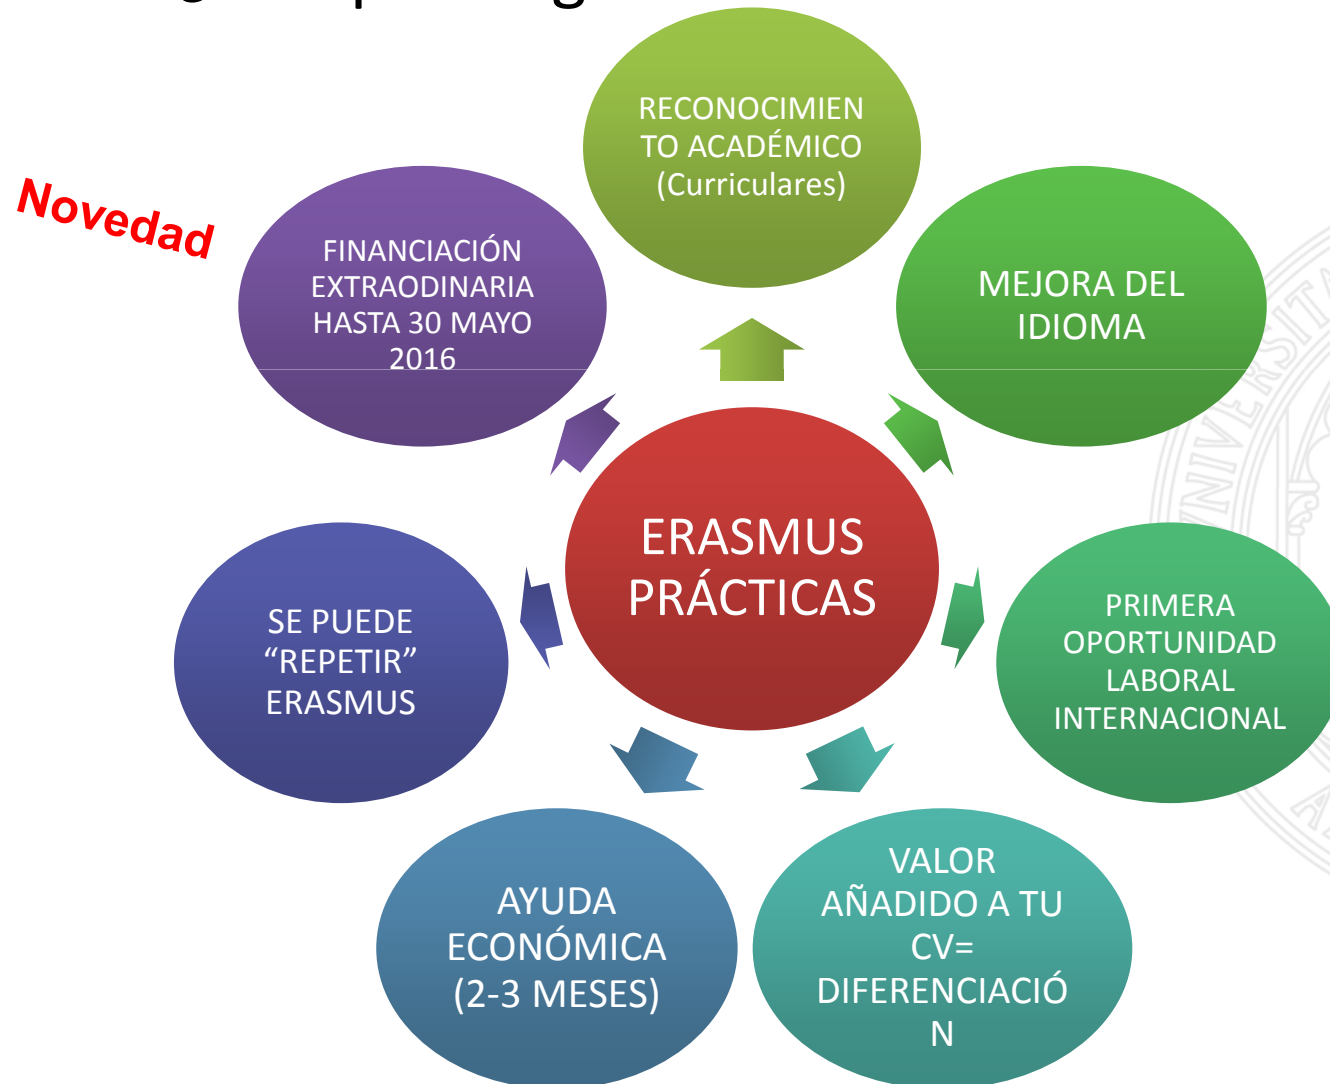 RECONOCIMIEN
TO ACADÉMICO
(Curriculares)
Novedad
FINANCIACIÓN
EXTRAODINARIA
HASTA 30 MAYO
2016
MEJORA DEL
IDIOMA
ERASMUS
PRÁCTICAS
SE PUEDE
“REPETIR”
ERASMUS
PRIMERA
OPORTUNIDAD
LABORAL
INTERNACIONAL
AYUDA
ECONÓMICA
(2-3 MESES)
VALOR
AÑADIDO A TU
CV=
DIFERENCIACIÓ
N